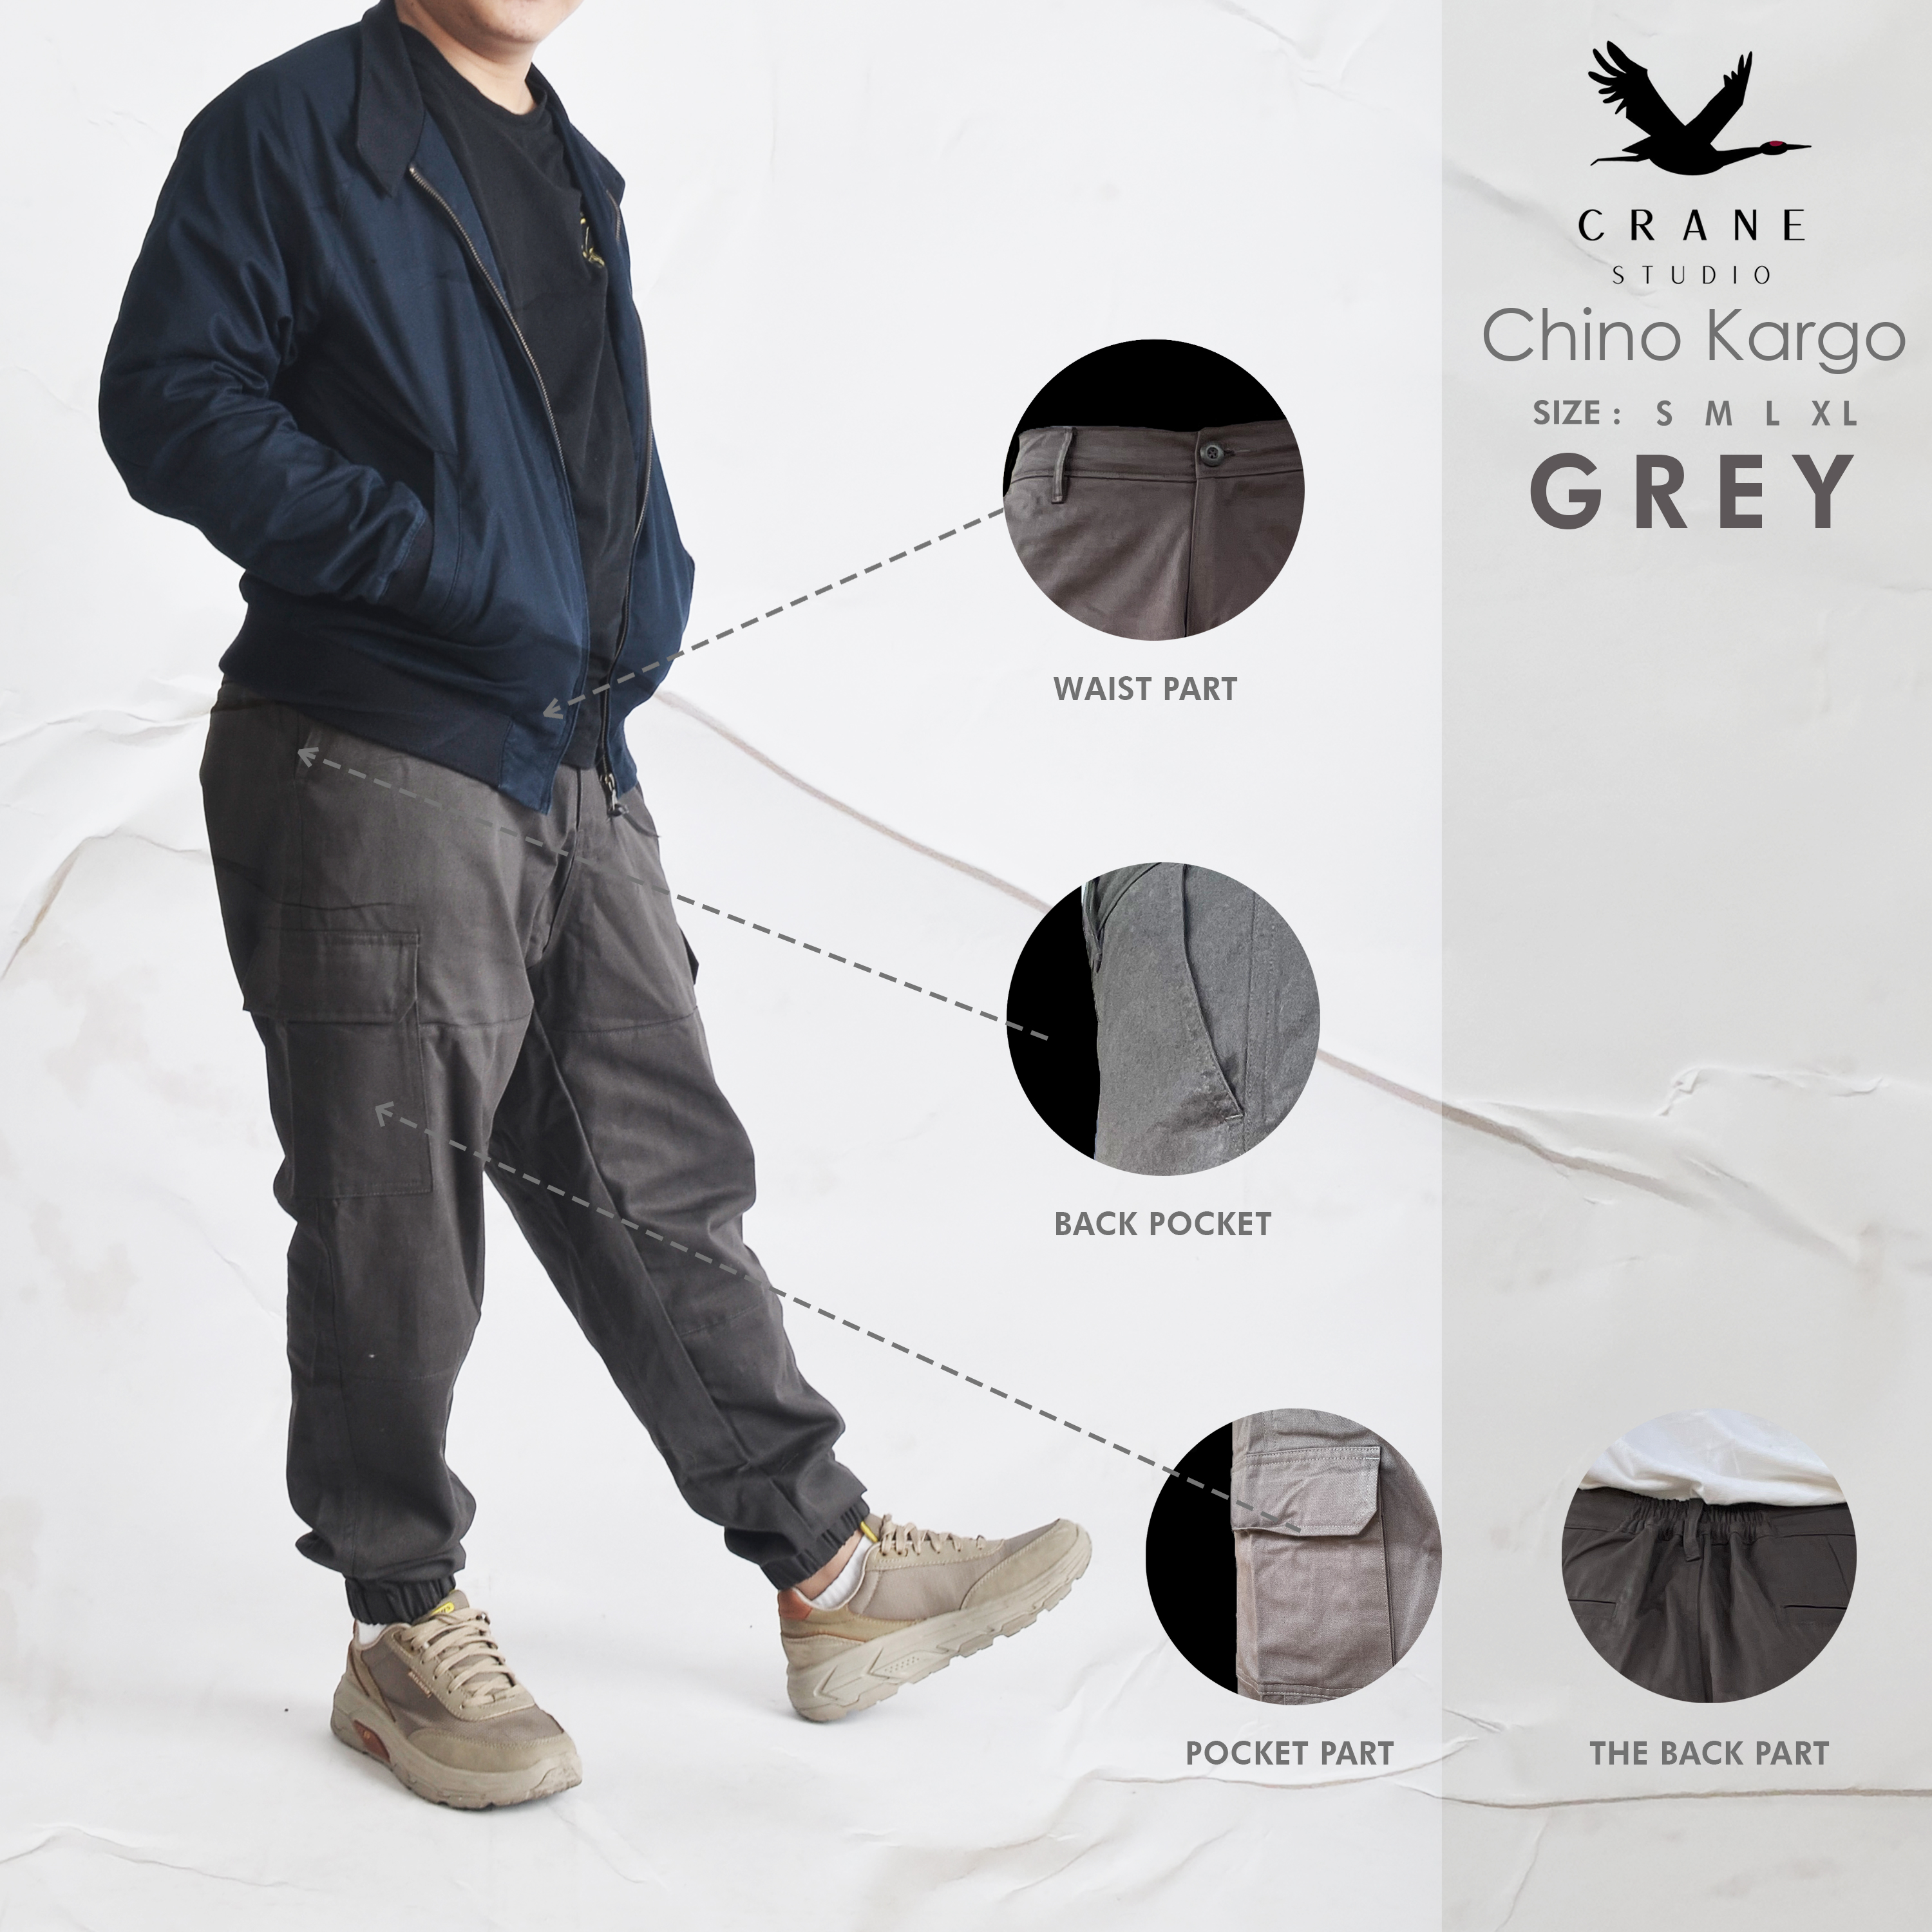 CRANE
STUDIO
Chino Kargo
SIZE : S M L XL
GREY
WAIST PART
BACK POCKET
POCKET PART
THE BACK PART